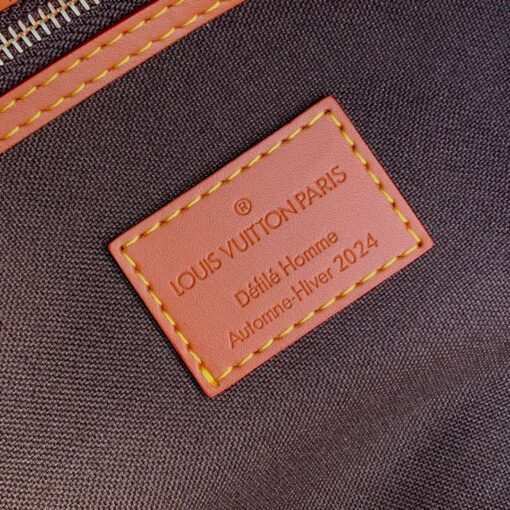 ®
LOUIS VUITTON PARIS
Défilé Homme
Automne-Hiver 2024